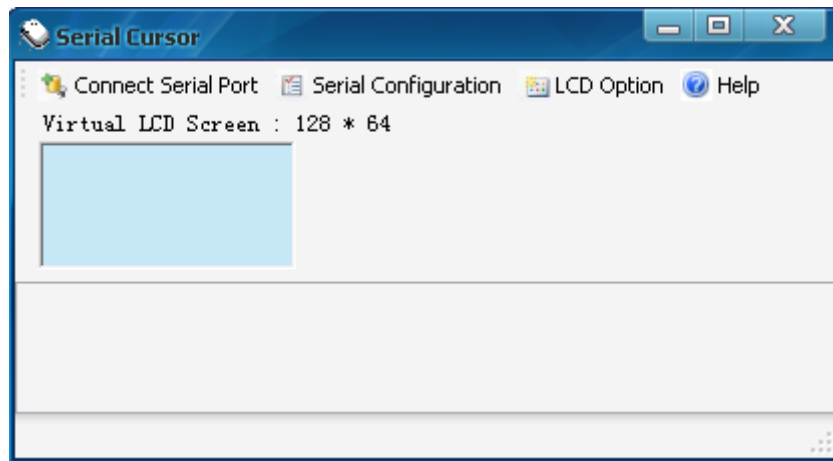 Serial Cursor
Connect Serial Port Serial Configuration LCD Option Help
Virtual LCD Screen : 128 * 64